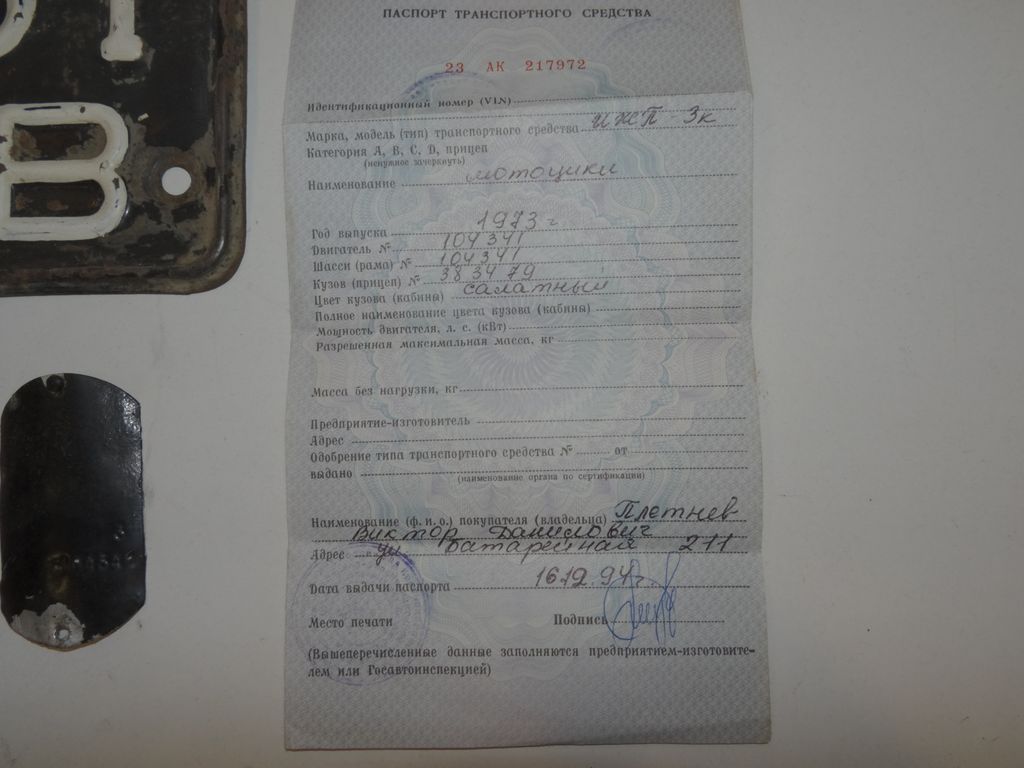 ПАСПОРТ ТРАНСПОРТНОГО СРЕДСТВА
23 АК 217972
Идентификационный номер (VIN)
Марка, модель (тип) транспортного средства ИЖП 3к
Категория А, В, С, D, прицеп
(ненужное зачеркнуть)
Наименование мотоцикл
Год выпуска 1973 г
Двигатель № 104341
Шасси (рама) № 104341
Кузов (прицеп) № 383479
Цвет кузова (кабины) салатный
Полное наименование цвета кузова (кабины)
Мощность двигателя, л. с. (кВт)
Разрешенная максимальная масса, кг
Масса без нагрузки, кг
Предприятие-изготовитель
Адрес
Одобрение типа транспортного средства № от
выдано
(наименование органа по сертификации)
Наименование (ф. и. о.) покупателя (владельца) Плетнев
Виктор Данилович
Адрес ул Батарейная 211
Дата выдачи паспорта 16.12.94г.
Место печати Подпись
(Вышеперечисленные данные заполняются предприятием-изготовите-
лем или Госавтоинспекцией)
В